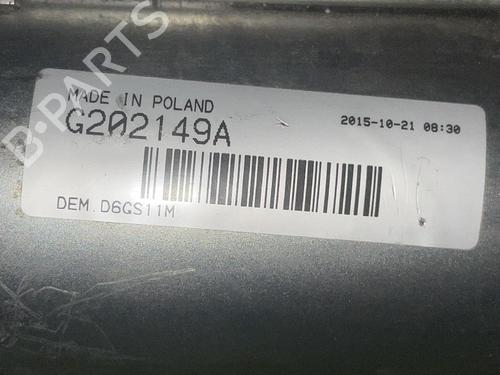 B-PARTS
MADE IN POLAND
G202149A
2015-10-21 08:30
DEM.D6GS11M